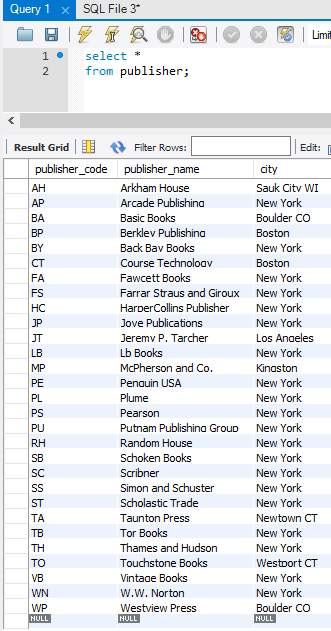 Query 1 SQL File 3*
Limi
1 select *
2 from publisher;
Result Grid Filter Rows: Edit:
publisher_code publisher_name city
AH Arkham House Sauk City WI
AP Arcade Publishing New York
BA Basic Books Boulder CO
BP Berkley Publishing Boston
BY Back Bay Books New York
CT Course Technology Boston
FA Fawcett Books New York
FS Farrar Straus and Giroux New York
HC HarperCollins Publisher New York
JP Jove Publications New York
JT Jeremy P. Tarcher Los Angeles
LB Lb Books New York
MP McPherson and Co. Kingston
PE Penguin USA New York
PL Plume New York
PS Pearson New York
PU Putnam Publishing Group New York
RH Random House New York
SB Schoken Books New York
SC Scribner New York
SS Simon and Schuster New York
ST Scholastic Trade New York
TA Taunton Press Newtown CT
TB Tor Books New York
TH Thames and Hudson New York
TO Touchstone Books Westport CT
VB Vintage Books New York
WN W.W. Norton New York
WP Westview Press Boulder CO
NULL NULL NULL